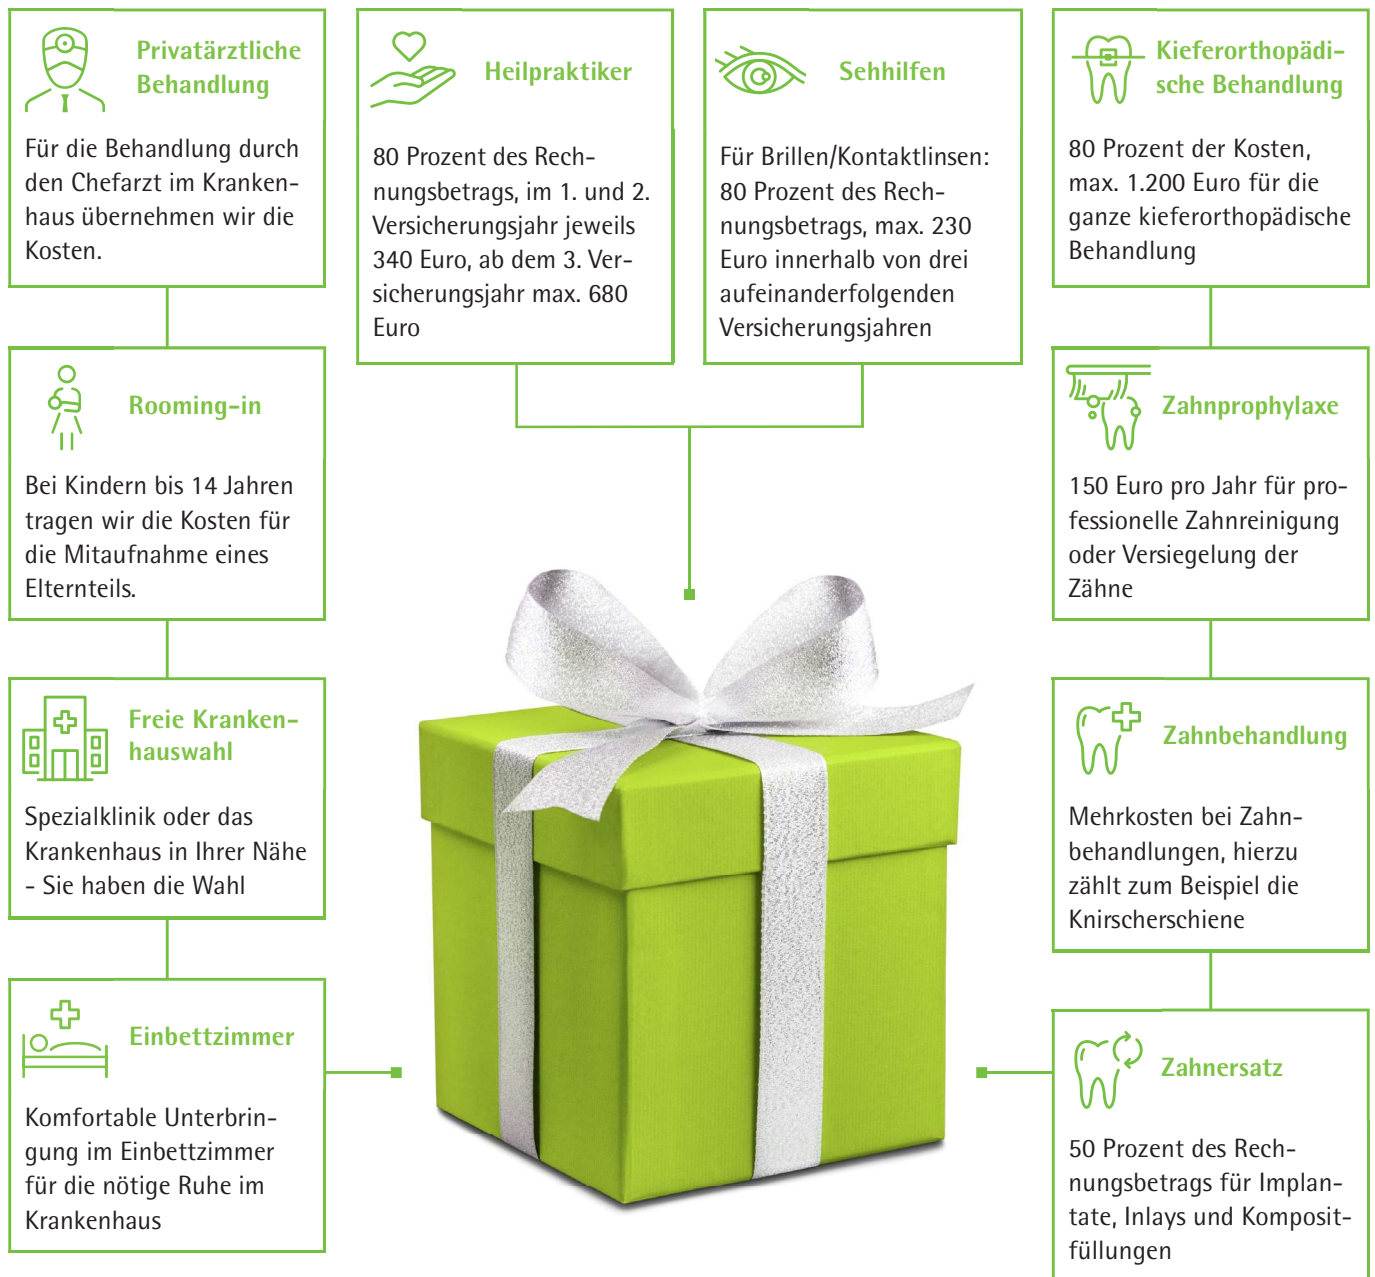 Privatärztliche
Behandlung
Für die Behandlung durch
den Chefarzt im Kranken-
haus übernehmen wir die
Kosten.
Rooming-in
Bei Kindern bis 14 Jahren
tragen wir die Kosten für
die Mitaufnahme eines
Elternteils.
Freie Kranken-
hauswahl
Spezialklinik oder das
Krankenhaus in Ihrer Nähe
- Sie haben die Wahl
Einbettzimmer
Komfortable Unterbrin-
gung im Einbettzimmer
für die nötige Ruhe im
Krankenhaus
Heilpraktiker
80 Prozent des Rech-
nungsbetrags, im 1. und 2.
Versicherungsjahr jeweils
340 Euro, ab dem 3. Ver-
sicherungsjahr max. 680
Euro
Sehhilfen
Für Brillen/Kontaktlinsen:
80 Prozent des Rech-
nungsbetrags, max. 230
Euro innerhalb von drei
aufeinanderfolgenden
Versicherungsjahren
Kieferorthopädi-
sche Behandlung
80 Prozent der Kosten,
max. 1.200 Euro für die
ganze kieferorthopädische
Behandlung
Zahnprophylaxe
150 Euro pro Jahr für pro-
fessionelle Zahnreinigung
oder Versiegelung der
Zähne
Zahnbehandlung
Mehrkosten bei Zahn-
behandlungen, hierzu
zählt zum Beispiel die
Knirscherschiene
Zahnersatz
50 Prozent des Rech-
nungsbetrags für Implan-
tate, Inlays und Komposit-
füllungen